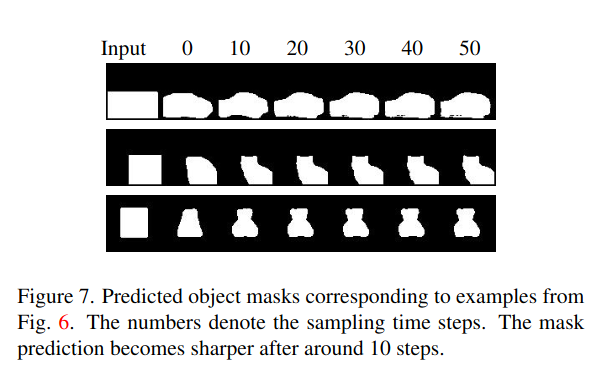 Input 0 10 20 30 40 50
Figure 7. Predicted object masks corresponding to examples from
Fig. 6. The numbers denote the sampling time steps. The mask
prediction becomes sharper after around 10 steps.